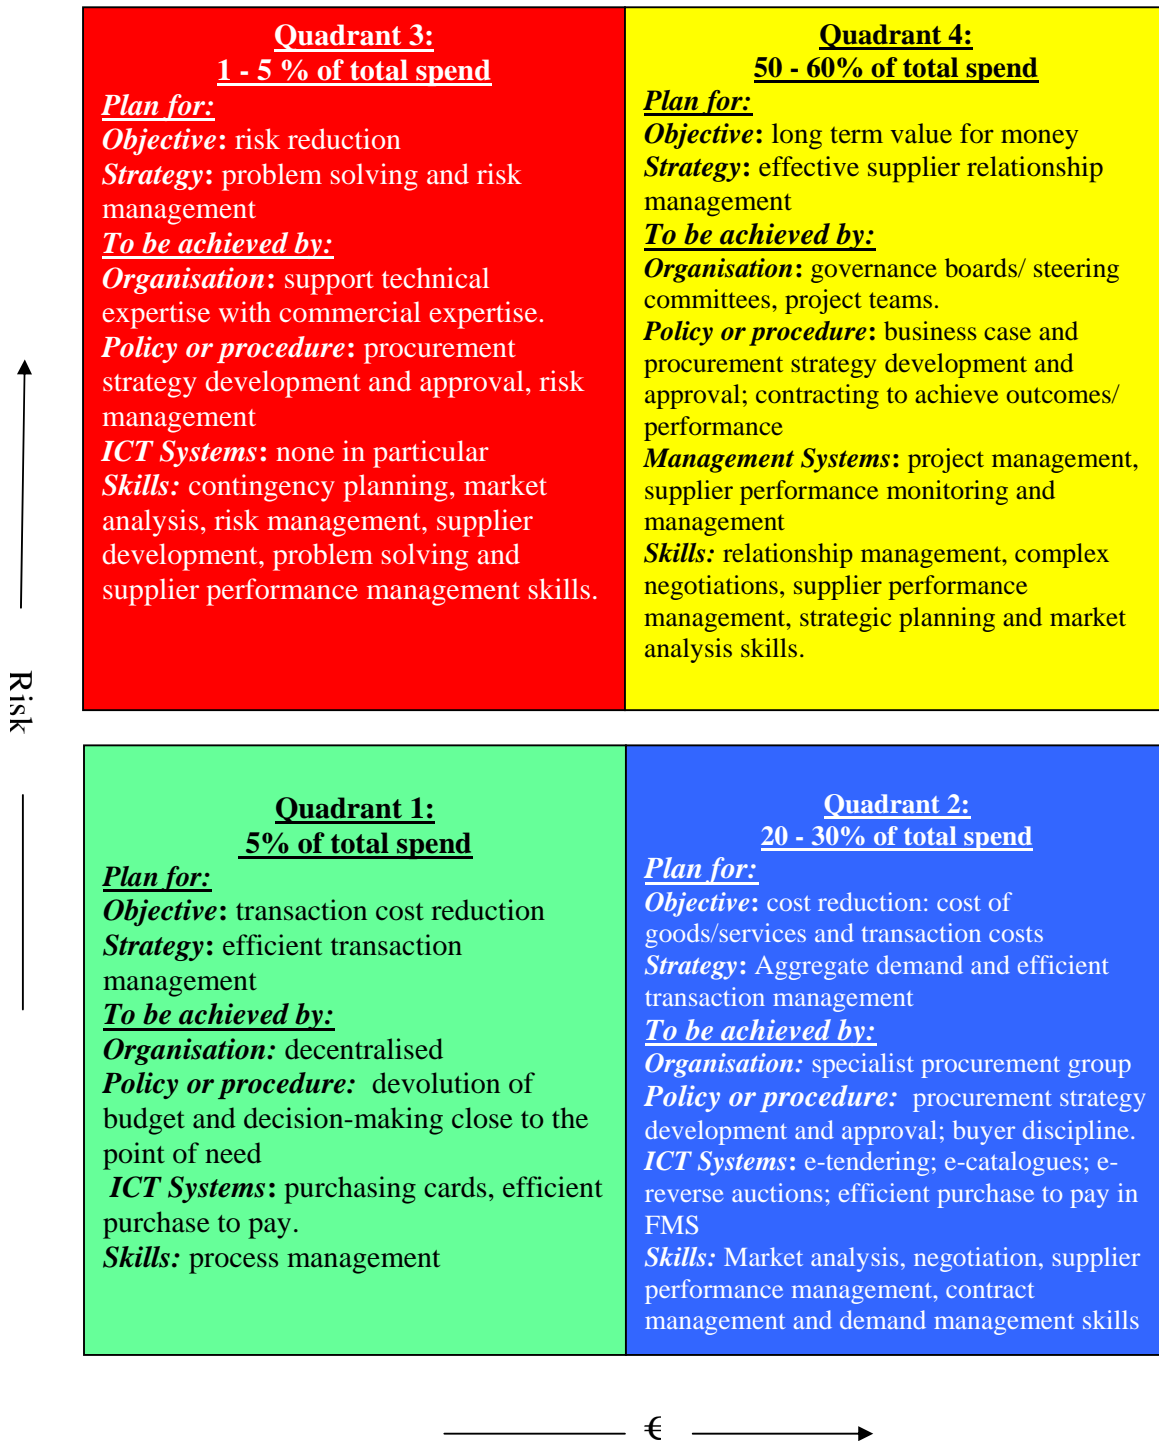 Quadrant 3:
1 - 5 % of total spend
Plan for:
Objective: risk reduction
Strategy: problem solving and risk
management
To be achieved by:
Organisation: support technical
expertise with commercial expertise.
Policy or procedure: procurement
strategy development and approval, risk
management
ICT Systems: none in particular
Skills: contingency planning, market
analysis, risk management, supplier
development, problem solving and
supplier performance management skills.
Quadrant 4:
50 - 60% of total spend
Plan for:
Objective: long term value for money
Strategy: effective supplier relationship
management
To be achieved by:
Organisation: governance boards/ steering
committees, project teams.
Policy or procedure: business case and
procurement strategy development and
approval; contracting to achieve outcomes/
performance
Management Systems: project management,
supplier performance monitoring and
management
Skills: relationship management, complex
negotiations, supplier performance
management, strategic planning and market
analysis skills.
Risk
Quadrant 1:
5% of total spend
Plan for:
Objective: transaction cost reduction
Strategy: efficient transaction
management
To be achieved by:
Organisation: decentralised
Policy or procedure: devolution of
budget and decision-making close to the
point of need
ICT Systems: purchasing cards, efficient
purchase to pay.
Skills: process management
Quadrant 2:
20 - 30% of total spend
Plan for:
Objective: cost reduction: cost of
goods/services and transaction costs
Strategy: Aggregate demand and efficient
transaction management
To be achieved by:
Organisation: specialist procurement group
Policy or procedure: procurement strategy
development and approval; buyer discipline.
ICT Systems: e-tendering; e-catalogues; e-
reverse auctions; efficient purchase to pay in
FMS
Skills: Market analysis, negotiation, supplier
performance management, contract
management and demand management skills
€